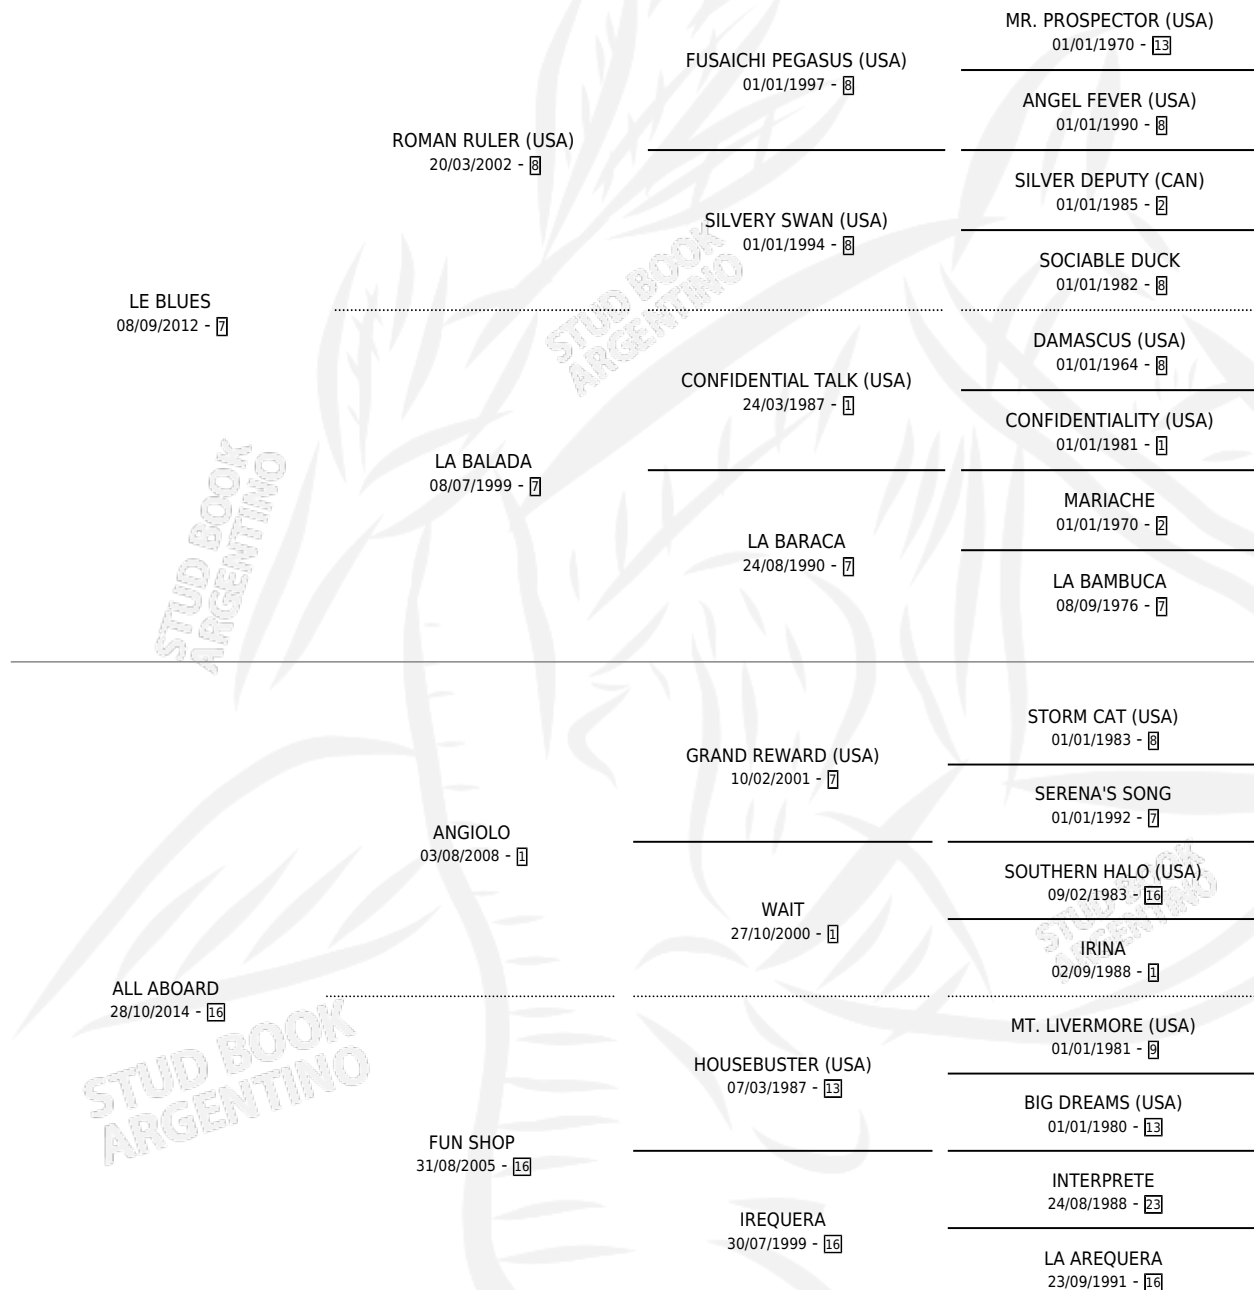 MR. PROSPECTOR (USA)
01/01/1970 - 13
FUSAICHI PEGASUS (USA)
01/01/1997 - 8
ANGEL FEVER (USA)
01/01/1990 - 8
ROMAN RULER (USA)
20/03/2002 - 8
SILVER DEPUTY (CAN)
01/01/1985 - 2
SILVERY SWAN (USA)
01/01/1994 - 8
SOCIABLE DUCK
01/01/1982 - 8
LE BLUES
08/09/2012 - 7
DAMASCUS (USA)
01/01/1964 - 8
CONFIDENTIAL TALK (USA)
24/03/1987 - 1
CONFIDENTIALITY (USA)
01/01/1981 - 1
LA BALADA
08/07/1999 - 7
MARIACHE
01/01/1970 - 2
LA BARACA
24/08/1990 - 7
LA BAMBUCA
08/09/1976 - 7
STORM CAT (USA)
01/01/1983 - 8
GRAND REWARD (USA)
10/02/2001 - 7
SERENA'S SONG
01/01/1992 - 7
ANGIOLO
03/08/2008 - 1
SOUTHERN HALO (USA)
09/02/1983 - 16
WAIT
27/10/2000 - 1
IRINA
02/09/1988 - 1
ALL ABOARD
28/10/2014 - 16
MT. LIVERMORE (USA)
01/01/1981 - 9
HOUSEBUSTER (USA)
07/03/1987 - 13
BIG DREAMS (USA)
01/01/1980 - 13
FUN SHOP
31/08/2005 - 16
INTERPRETE
24/08/1988 - 23
IREQUERA
30/07/1999 - 16
LA AREQUERA
23/09/1991 - 16
STUD BOOK
ARGENTINO
STUD BOOK
ARGENTINO
STUD BOOK
ARGENTINO
STUD BOOK
ARGENTINO